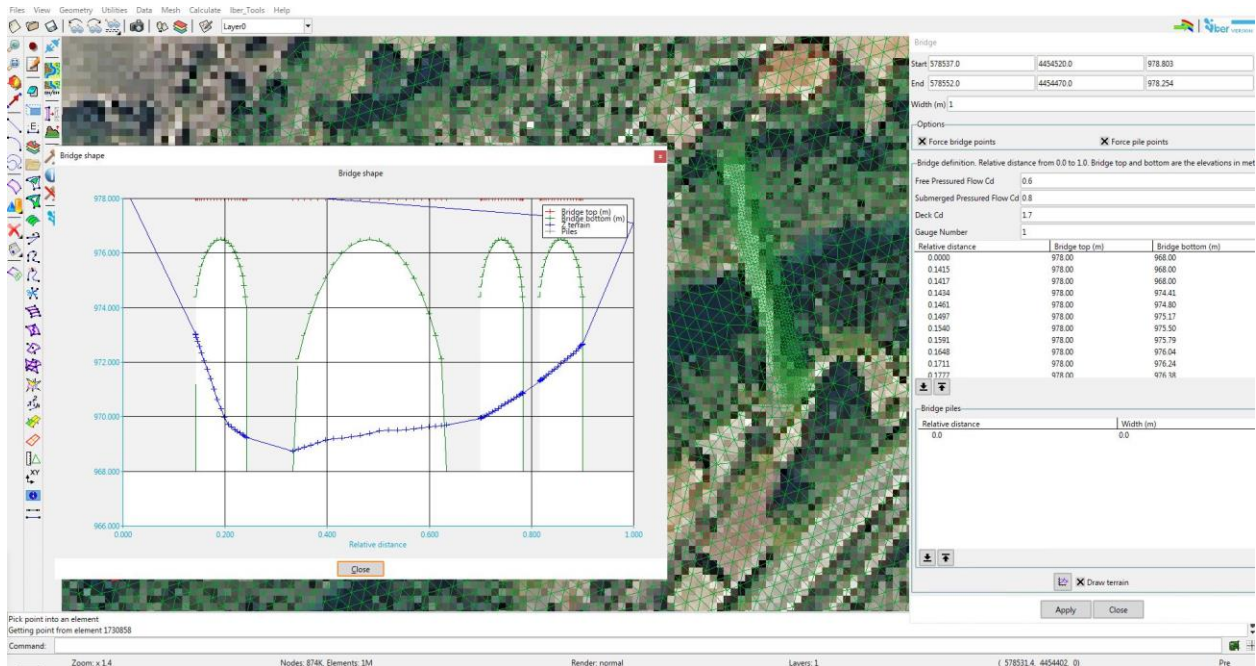 Files View Geometry Utilities Data Mesh Calculate Iber_Tools Help
Layer0
Iber
Bridge
Start 578537.0 4454520.0 978.803
End 578552.0 4454470.0 978.254
Width (m) 1
Options
Force bridge points Force pile points
Bridge definition. Relative distance from 0.0 to 1.0. Bridge top and bottom are the elevations in met
Free Pressured Flow Cd 0.6
Submerged Pressured Flow Cd 0.8
Deck Cd 1.7
Gauge Number 1
Relative distance Bridge top (m) Bridge bottom (m)
0.0000 978.00 968.00
0.1415 978.00 968.00
0.1417 978.00 968.00
0.1434 978.00 974.41
0.1461 978.00 974.80
0.1497 978.00 975.17
0.1540 978.00 975.50
0.1591 978.00 975.79
0.1648 978.00 976.04
0.1711 978.00 976.24
0.1777 978.00 976.38
Bridge piles
Relative distance Width (m)
0.0 0.0
Draw terrain
Apply Close
Bridge shape
Bridge shape
978.000
976.000
974.000
972.000
970.000
968.000
966.000
0.000 0.200 0.400 0.600 0.800 1.000
Relative distance
Bridge top (m)
Bridge bottom (m)
Z terrain
Piles
Close
Pick point into an element
Getting point from element 1730858
Command:
Zoom: x 1.4 Nodes: 874K, Elements: 1M Render: normal Layers: 1 ( 578531.4, 4454402, 0) Pre